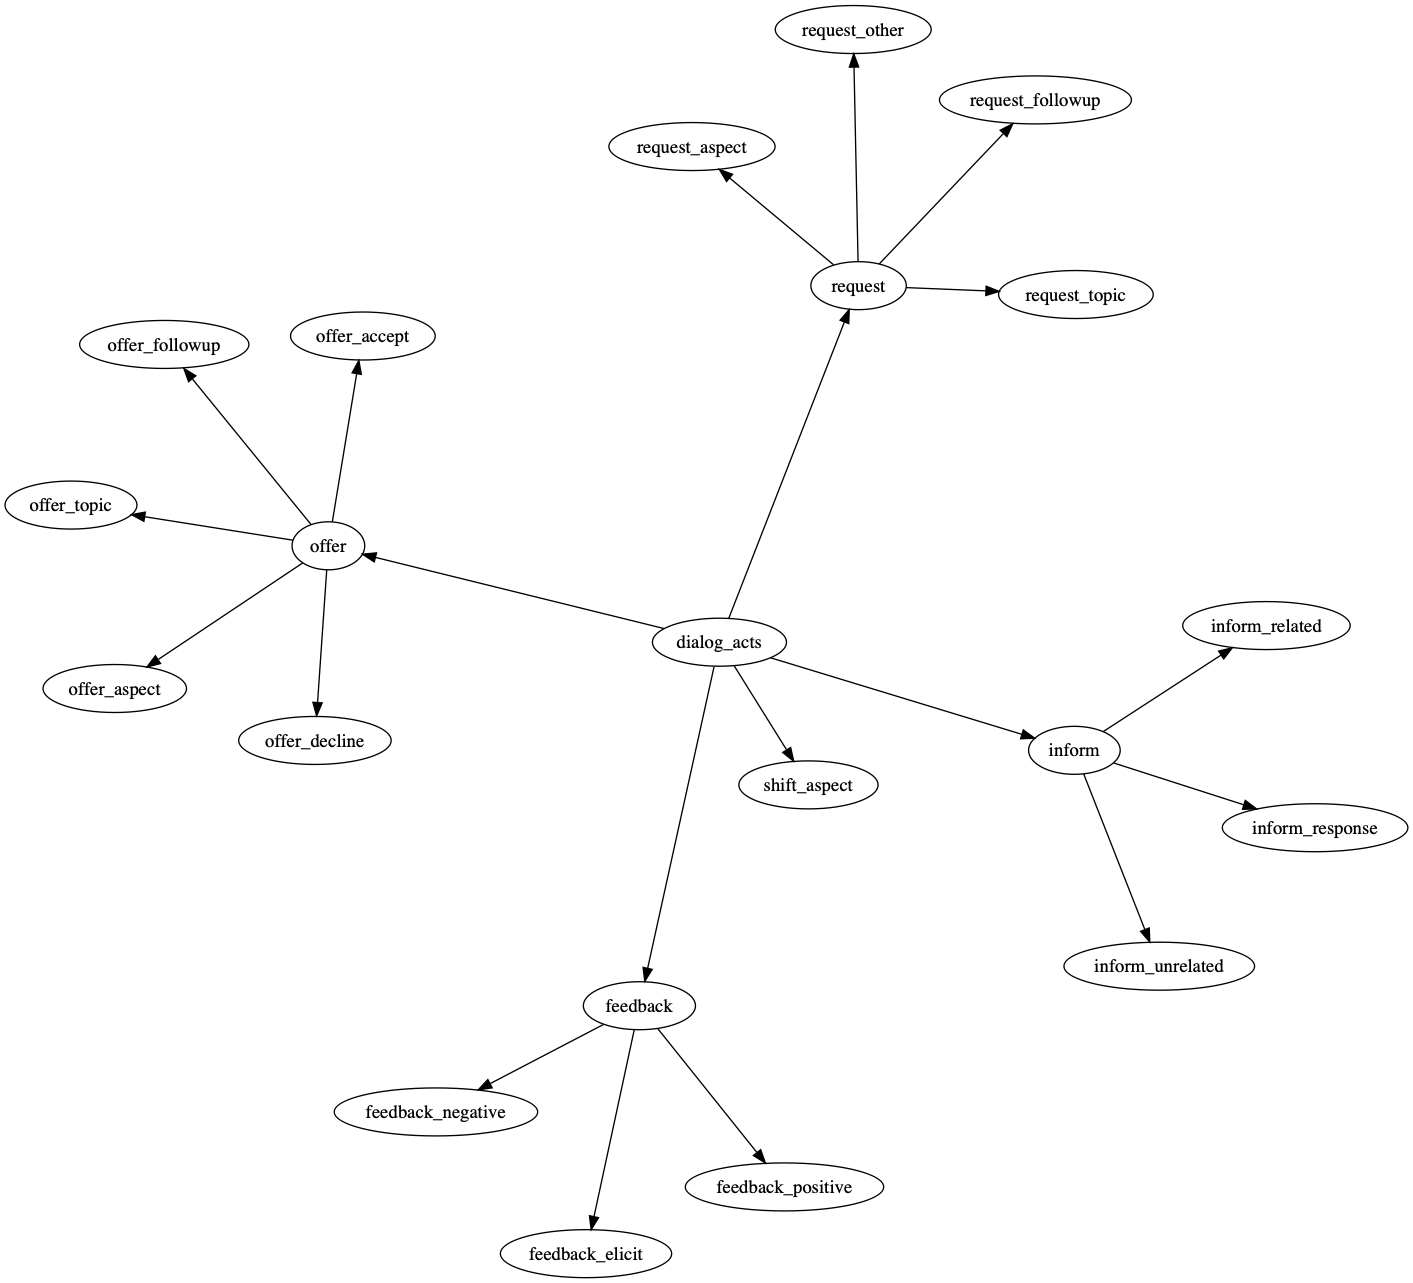 request_other
request_followup
request_aspect
request
request_topic
offer_accept
offer_followup
offer_topic
offer
inform_related
dialog_acts
offer_aspect
offer_decline
inform
shift_aspect
inform_response
inform_unrelated
feedback
feedback_negative
feedback_positive
feedback_elicit